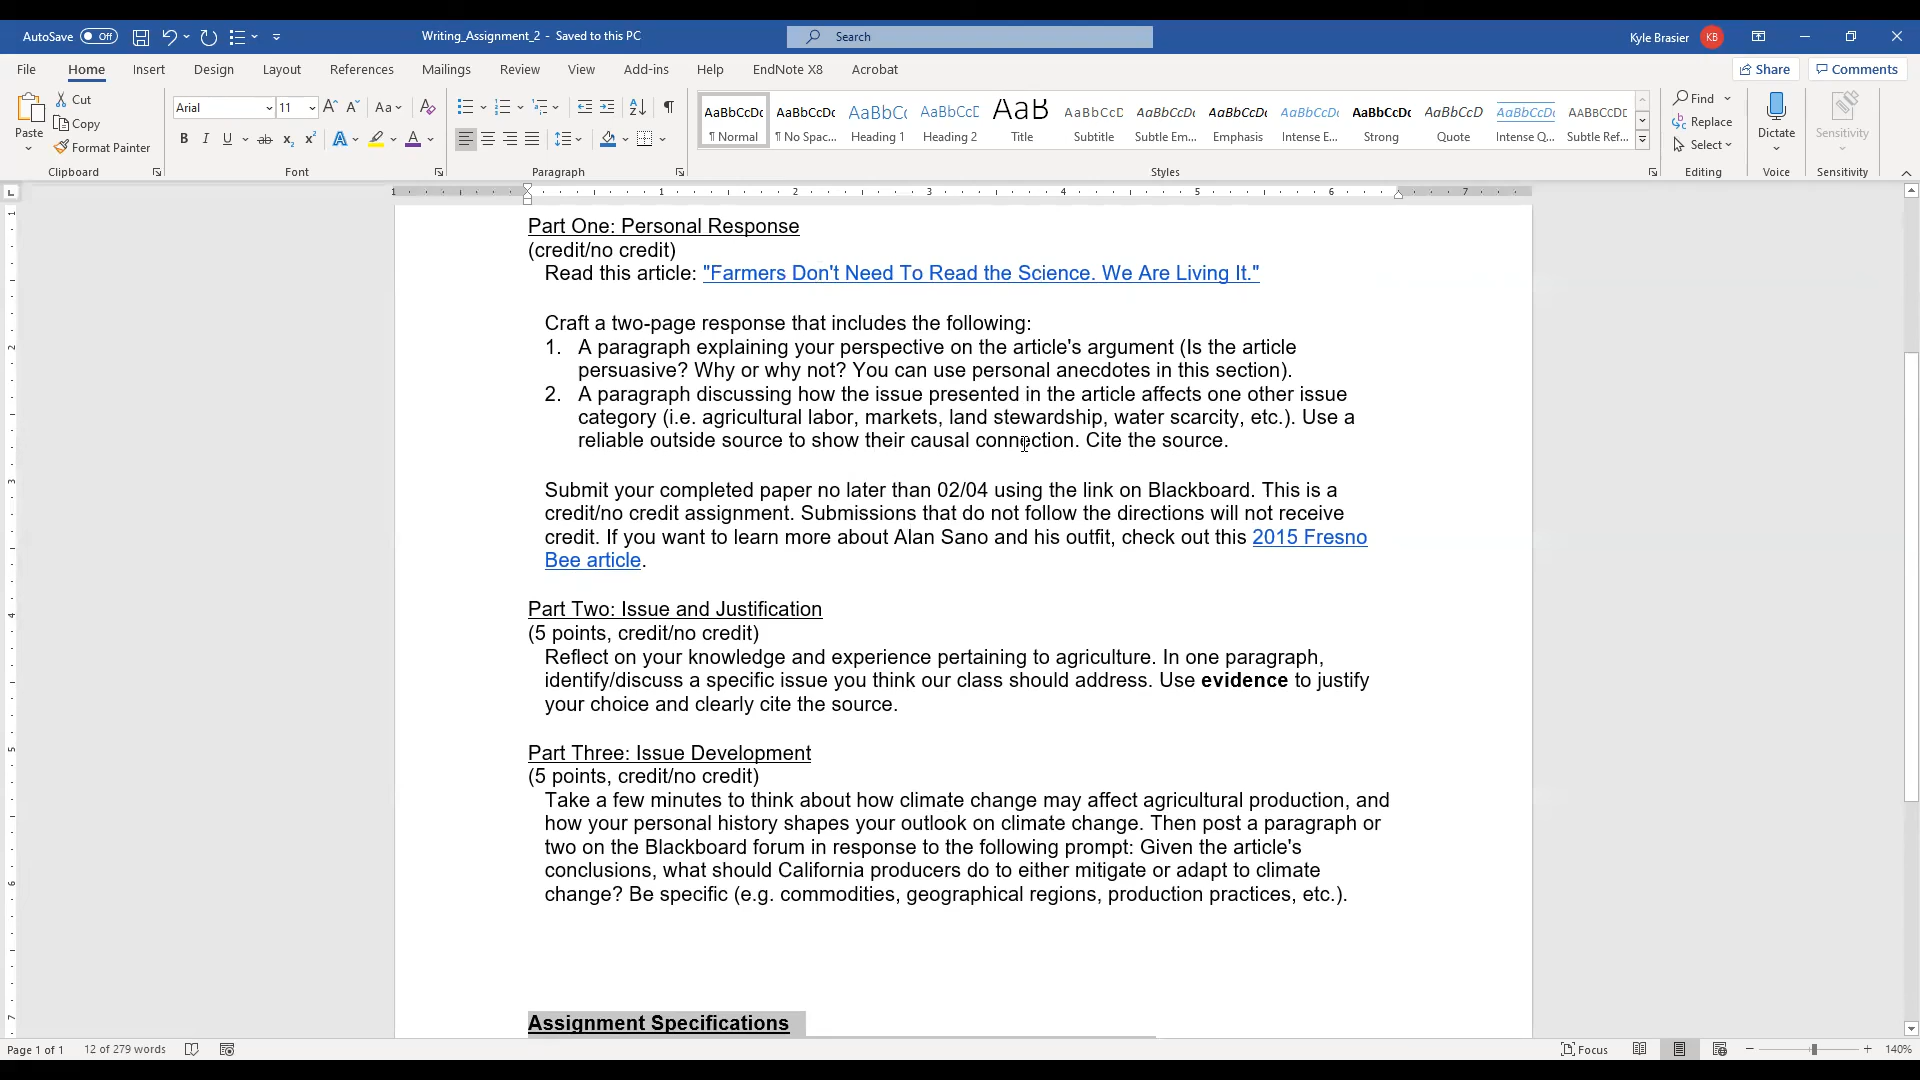 AutoSave Off Writing_Assignment_2 - Saved to this PC Search Kyle Brasier KB
File Home Insert Design Layout References Mailings Review View Add-ins Help EndNote X8 Acrobat Share Comments
Paste Cut Copy Format Painter
Clipboard
Arial 11
Font
Paragraph
AaBbCcDc AaBbCcDc AaBbCc AaBbCcD AaB AaBbCcD AaBbCcDc AaBbCcDc AaBbCcDc AaBbCcDc AaBbCcD AaBbCcDc AABBCCDC
¶ Normal ¶ No Spac... Heading 1 Heading 2 Title Subtitle Subtle Em... Emphasis Intense E... Strong Quote Intense Q... Subtle Ref...
Styles
Find
Replace
Select
Editing
Dictate
Voice
Sensitivity
Sensitivity
1 1 2 3 4 5 6 7
Part One: Personal Response
(credit/no credit)
Read this article: "Farmers Don't Need To Read the Science. We Are Living It."
Craft a two-page response that includes the following:
1. A paragraph explaining your perspective on the article's argument (Is the article
persuasive? Why or why not? You can use personal anecdotes in this section).
2. A paragraph discussing how the issue presented in the article affects one other issue
category (i.e. agricultural labor, markets, land stewardship, water scarcity, etc.). Use a
reliable outside source to show their causal connection. Cite the source.
Submit your completed paper no later than 02/04 using the link on Blackboard. This is a
credit/no credit assignment. Submissions that do not follow the directions will not receive
credit. If you want to learn more about Alan Sano and his outfit, check out this 2015 Fresno
Bee article.
Part Two: Issue and Justification
(5 points, credit/no credit)
Reflect on your knowledge and experience pertaining to agriculture. In one paragraph,
identify/discuss a specific issue you think our class should address. Use evidence to justify
your choice and clearly cite the source.
Part Three: Issue Development
(5 points, credit/no credit)
Take a few minutes to think about how climate change may affect agricultural production, and
how your personal history shapes your outlook on climate change. Then post a paragraph or
two on the Blackboard forum in response to the following prompt: Given the article's
conclusions, what should California producers do to either mitigate or adapt to climate
change? Be specific (e.g. commodities, geographical regions, production practices, etc.).
Assignment Specifications
Page 1 of 1 12 of 279 words Focus 140%